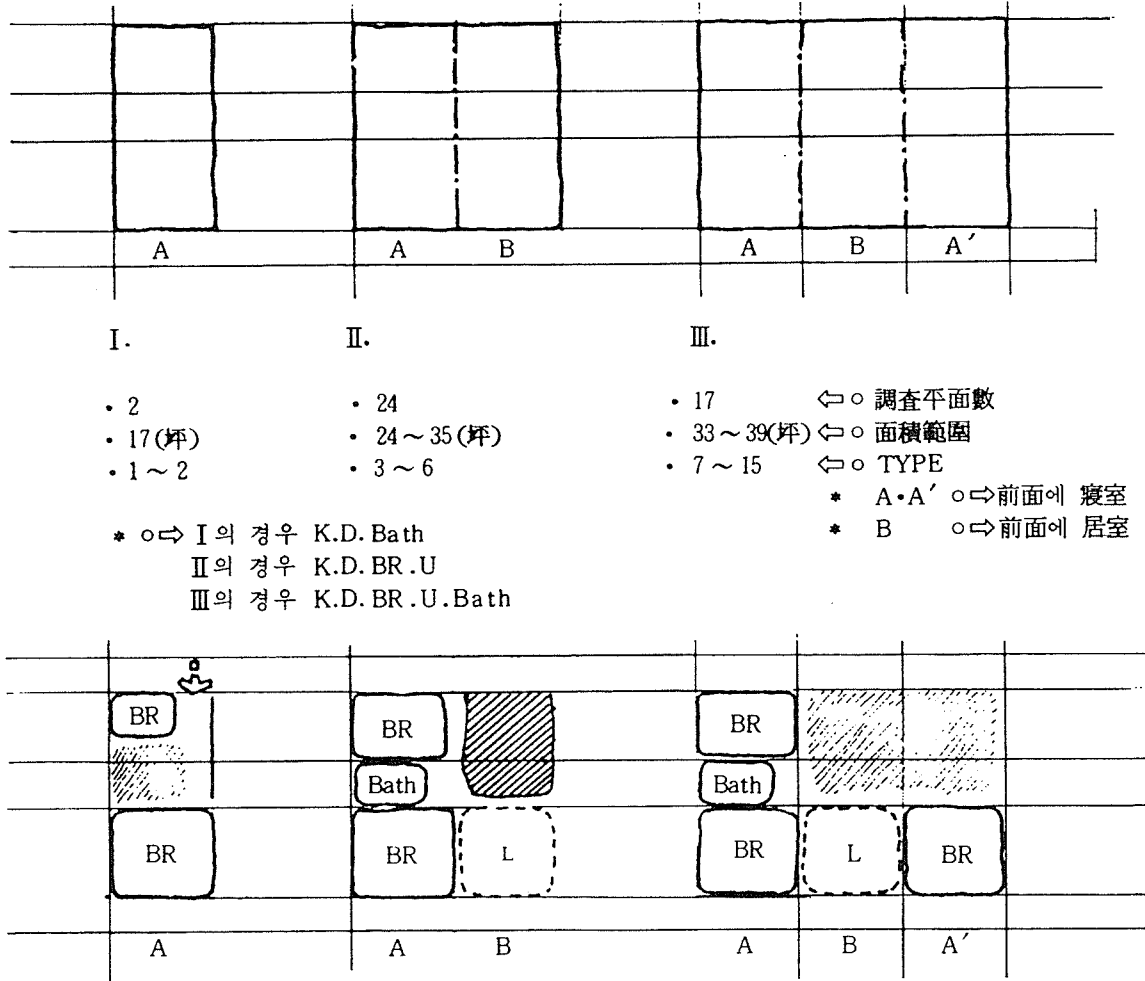 A A B A B A′
I. II. III.
• 2 • 24 • 17 ⇦○ 調査平面數
• 17(坪) • 24～35(坪) • 33～39(坪) ⇦○ 面積範圍
• 1～2 • 3～6 • 7～15 ⇦○ TYPE
* A•A′ ○⇨前面에 寢室
* B ○⇨前面에 居室
* ○⇨ I의 경우 K.D.Bath
II의 경우 K.D.BR.U
III의 경우 K.D.BR.U.Bath
BR BR BR
Bath Bath
BR BR L BR L BR
A A B A B A′